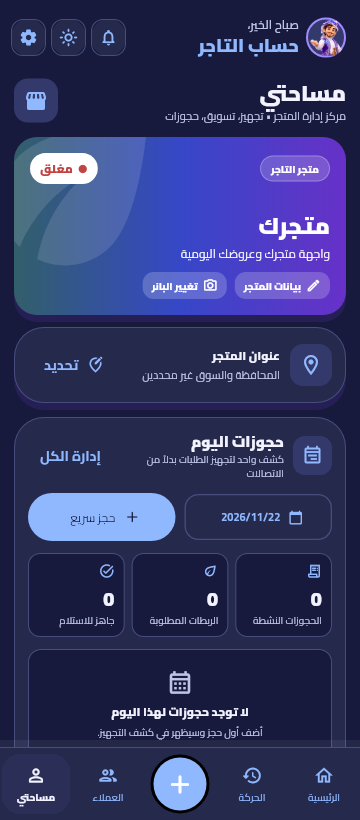 صباح الخير،
حساب التاجر
مساحتي
مركز إدارة المتجر • تجهيز، تسويق، حجوزات
متجر التاجر
مغلق
متجرك
واجهة متجرك وعروضك اليومية
بيانات المتجر
تغيير البانر
عنوان المتجر
المحافظة والسوق غير محددين
تحديد
حجوزات اليوم
كشف واحد لتجهيز الطلبات بدلاً من
الاتصالات
إدارة الكل
2026/11/22
حجز سريع
0
الحجوزات النشطة
0
الربطات المطلوبة
0
جاهز للاستلام
لا توجد حجوزات لهذا اليوم
أضف أول حجز وسيظهر في كشف التجهيز.
الرئيسية
الحركة
العملاء
مساحتي